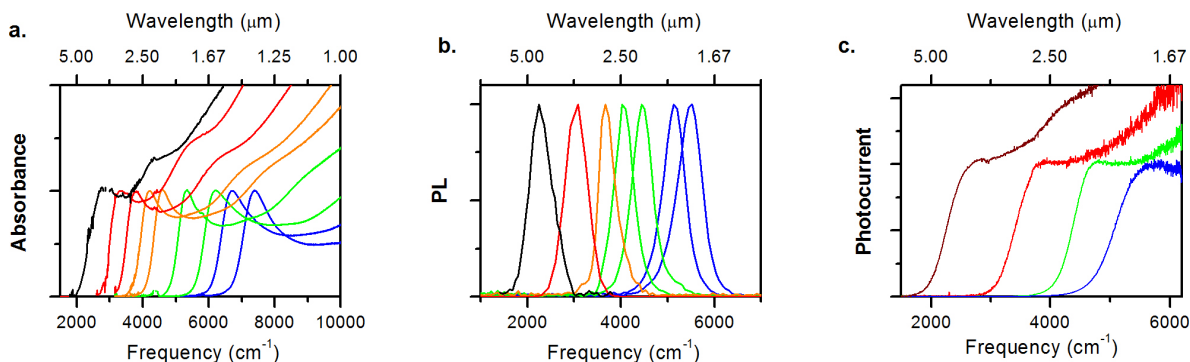 a.
Wavelength (μm)
5.00 2.50 1.67 1.25 1.00
Absorbance
2000 4000 6000 8000 10000
Frequency (cm⁻¹)
b.
Wavelength (μm)
5.00 2.50 1.67
PL
2000 4000 6000
Frequency (cm⁻¹)
c.
Wavelength (μm)
5.00 2.50 1.67
Photocurrent
2000 4000 6000
Frequency (cm⁻¹)